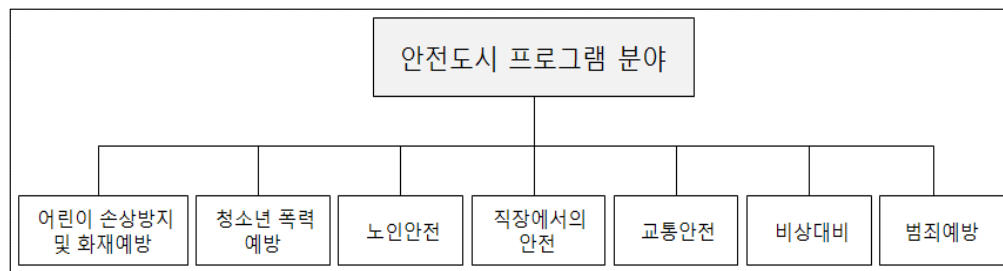 안전도시 프로그램 분야
어린이 손상방지
및 화재예방
청소년 폭력
예방
노인안전
직장에서의
안전
교통안전
비상대비
범죄예방